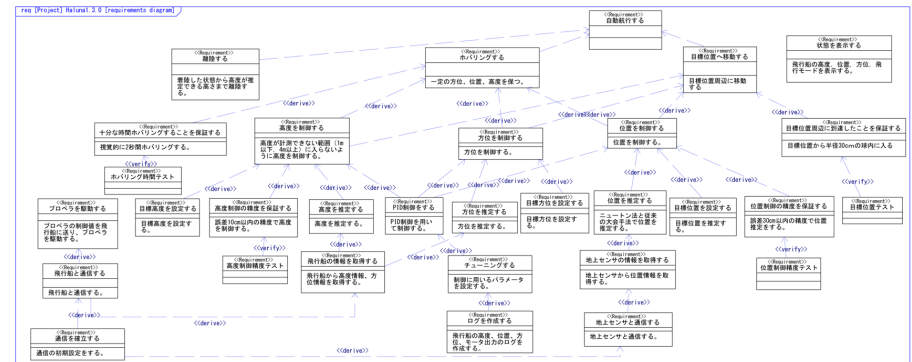 req [Project] Haluna1.3.0 [requirements diagram]
<<Requirement>>
自動航行する
<<Requirement>>
離陸する
着陸した状態から高度が推
定できる高さまで離陸す
る。
<<Requirement>>
ホバリングする
一定の方位、位置、高度を保つ。
<<Requirement>>
目標位置へ移動する
目標位置周辺に移動
する
<<Requirement>>
状態を表示する
飛行船の高度、位置、方位、飛
行モードを表示する。
<<derive>>
<<derive>>
<<derive>>
<<derive>>
<<derive>>
<<derive>>
<<Requirement>>
十分な時間ホバリングすることを保証する
視覚的に2秒間ホバリングする。
<<Requirement>>
高度を制御する
高度が計測できない範囲（1m
以下、4m以上）に入らないよ
うに高度を制御する。
<<Requirement>>
方位を制御する
方位を制御する。
<<Requirement>>
位置を制御する
位置を制御する。
<<Requirement>>
目標位置周辺に到達したことを保証する
目標位置から半径30cmの球内に入る
<<verify>>
<<Requirement>>
ホバリング時間テスト
<<derive>>
<<derive>>
<<derive>>
<<derive>>
<<derive>>
<<derive>>
<<derive>>
<<derive>>
<<derive>>
<<verify>>
<<Requirement>>
プロペラを駆動する
プロペラの制御値を飛
行船に送り、プロペラ
を駆動する。
<<Requirement>>
目標高度を設定する
目標高度を設定す
る。
<<Requirement>>
高度制御の精度を保証する
誤差10cm以内の精度で高度
を制御する。
<<Requirement>>
高度を推定する
高度を推定する。
<<Requirement>>
PID制御をする
PID制御を用い
て制御する。
<<Requirement>>
方位を推定する
方位を推定する。
<<Requirement>>
目標方位を設定する
目標方位を設定す
る。
<<Requirement>>
位置を推定する
ニュートン法と従来
の大会手法で位置を
推定する。
<<Requirement>>
目標位置を設定する
目標位置を推定す
る。
<<Requirement>>
位置制御の精度を保証する
誤差30cm以内の精度で位置
推定をする。
<<Requirement>>
目標位置テスト
<<derive>>
<<verify>>
<<derive>>
<<derive>>
<<derive>>
<<verify>>
<<Requirement>>
飛行船と通信する
飛行船と通信する。
<<Requirement>>
高度制御精度テスト
<<Requirement>>
飛行船の情報を取得する
飛行船から高度情報、方
位情報を取得する。
<<Requirement>>
チューニングする
制御に用いるパラメータ
を設定する。
<<Requirement>>
地上センサの情報を取得する
地上センサから位置情報を取
得する。
<<Requirement>>
位置制御精度テスト
<<derive>>
<<derive>>
<<derive>>
<<derive>>
<<Requirement>>
通信を確立する
通信の初期設定をする。
<<Requirement>>
ログを作成する
飛行船の高度、位置、方
位、モータ出力のログを
作成する。
<<Requirement>>
地上センサと通信する
地上センサと通信する。
<<derive>>